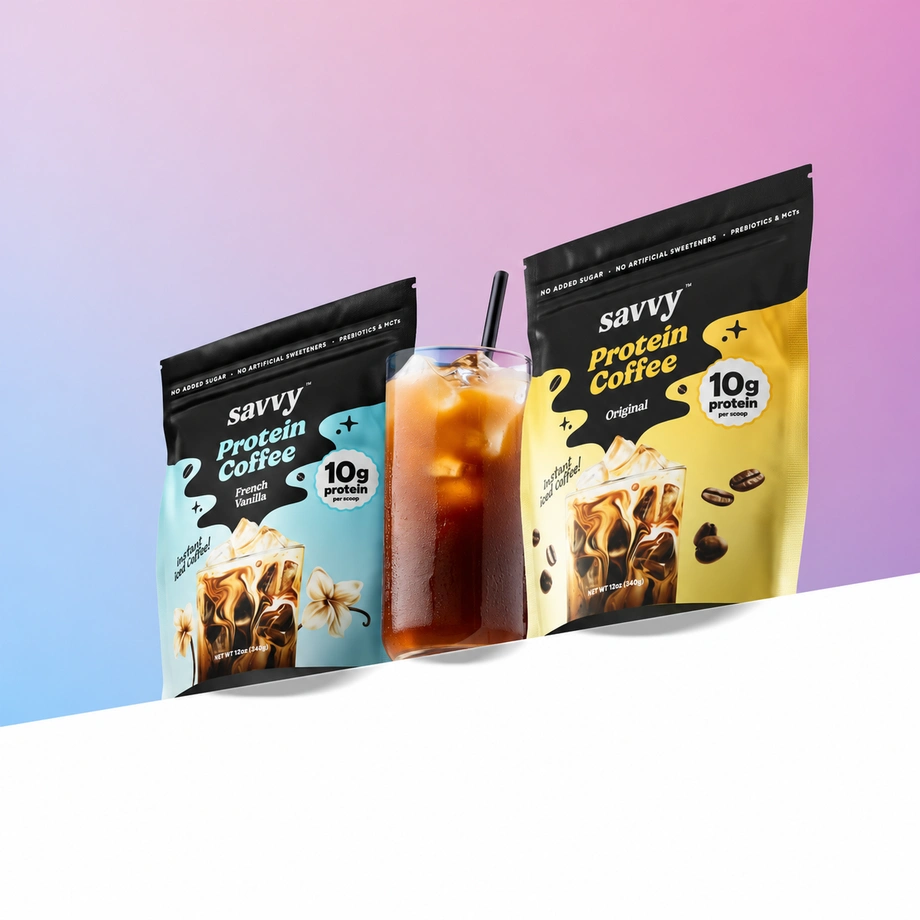 NO ADDED SUGAR • NO ARTIFICIAL SWEETENERS • PREBIOTICS & MCTs
savvy™
Protein
Coffee
French
Vanilla
10g
protein
per scoop
instant
iced coffee!
NET WT 12oz (340g)
NO ADDED SUGAR • NO ARTIFICIAL SWEETENERS • PREBIOTICS & MCTs
savvy™
Protein
Coffee
Original
10g
protein
per scoop
instant
iced coffee!
NET WT 12oz (340g)